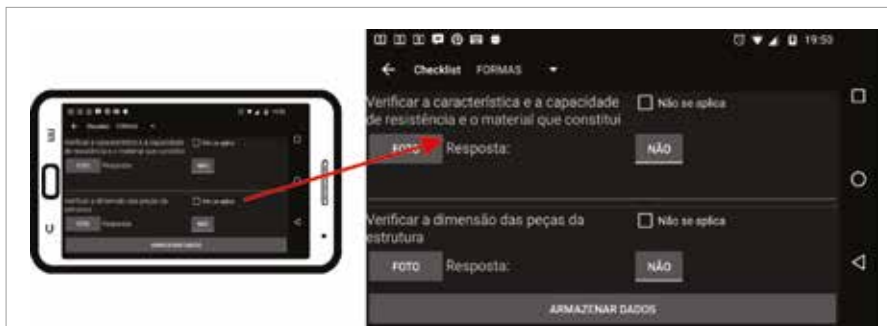 19:50
Checklist FORMAS
Verificar a característica e a capacidade
de resistência e o material que constitui
Não se aplica
FOTO Resposta: NÃO
Verificar a dimensão das peças da
estrutura
Não se aplica
FOTO Resposta: NÃO
ARMAZENAR DADOS